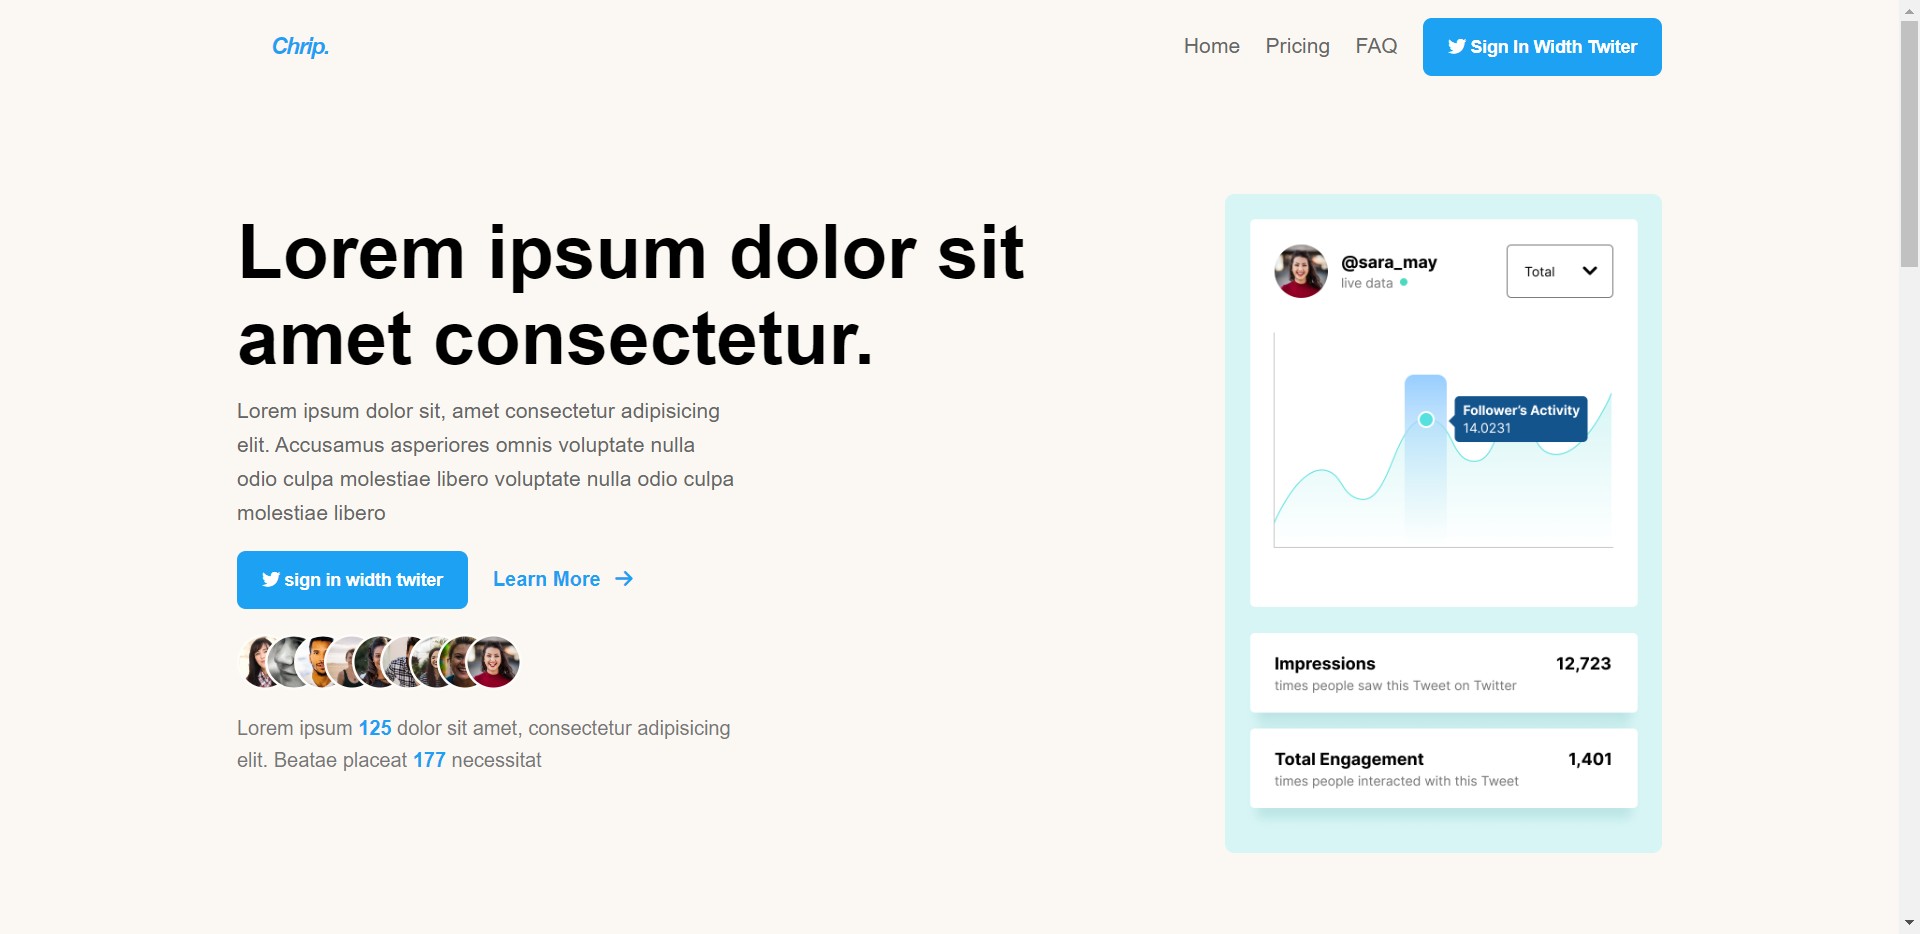 Chrip.
Home Pricing FAQ Sign In Width Twiter
Lorem ipsum dolor sit
amet consectetur.
Lorem ipsum dolor sit, amet consectetur adipisicing
elit. Accusamus asperiores omnis voluptate nulla
odio culpa molestiae libero voluptate nulla odio culpa
molestiae libero
sign in width twiter Learn More
Lorem ipsum 125 dolor sit amet, consectetur adipisicing
elit. Beatae placeat 177 necessitat
@sara_may
live data
Total
Follower's Activity
14.0231
Impressions 12,723
times people saw this Tweet on Twitter
Total Engagement 1,401
times people interacted with this Tweet